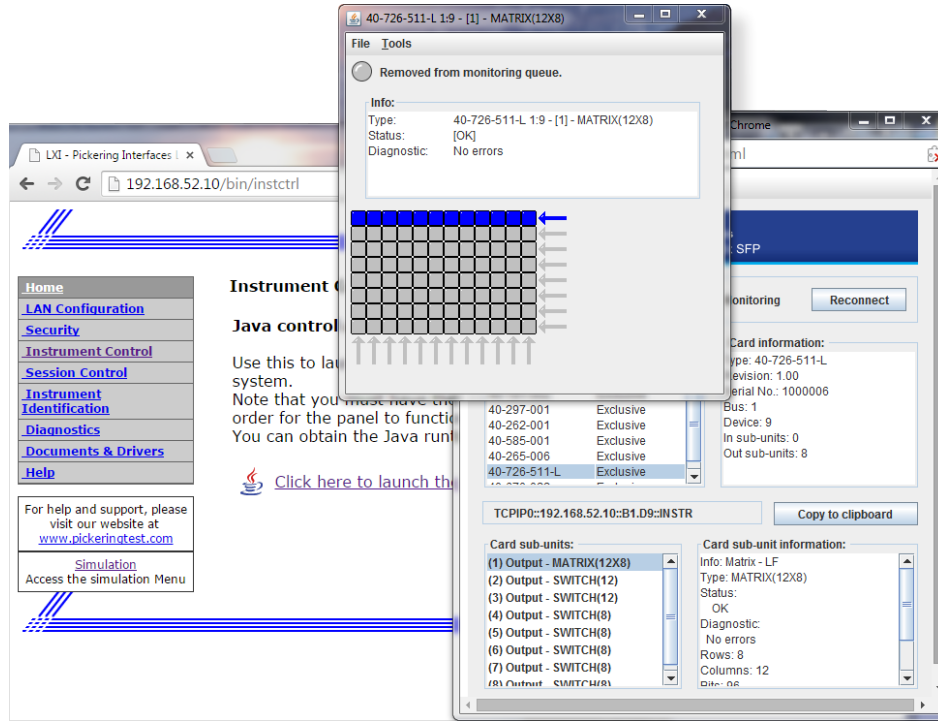 40-726-511-L 1:9 - [1] - MATRIX(12X8)
File Tools
Removed from monitoring queue.
Info:
Type: 40-726-511-L 1:9 - [1] - MATRIX(12X8)
Status: [OK]
Diagnostic: No errors
LXI - Pickering Interfaces
192.168.52.10/bin/instctrl
Home
LAN Configuration
Security
Instrument Control
Session Control
Instrument
Identification
Diagnostics
Documents & Drivers
Help
For help and support, please
visit our website at
www.pickeringtest.com
Simulation
Access the simulation Menu
Instrument
Java control
Use this to
system.
Note that you must have the
order for the panel to
You can obtain the Java
Click here to launch
Chrome
SFP
Reconnect
Card information:
Type: 40-726-511-L
Revision: 1.00
Serial No.: 1000006
Bus: 1
Device: 9
In sub-units: 0
Out sub-units: 8
40-297-001 Exclusive
40-262-001 Exclusive
40-585-001 Exclusive
40-265-006 Exclusive
40-726-511-L Exclusive
TCPIP0::192.168.52.10::B1.D9::INSTR
Copy to clipboard
Card sub-units:
(1) Output - MATRIX(12X8)
(2) Output - SWITCH(12)
(3) Output - SWITCH(12)
(4) Output - SWITCH(8)
(5) Output - SWITCH(8)
(6) Output - SWITCH(8)
(7) Output - SWITCH(8)
(8) Output - SWITCH(8)
Card sub-unit information:
Info: Matrix - LF
Type: MATRIX(12X8)
Status:
OK
Diagnostic:
No errors
Rows: 8
Columns: 12
Bits: 96